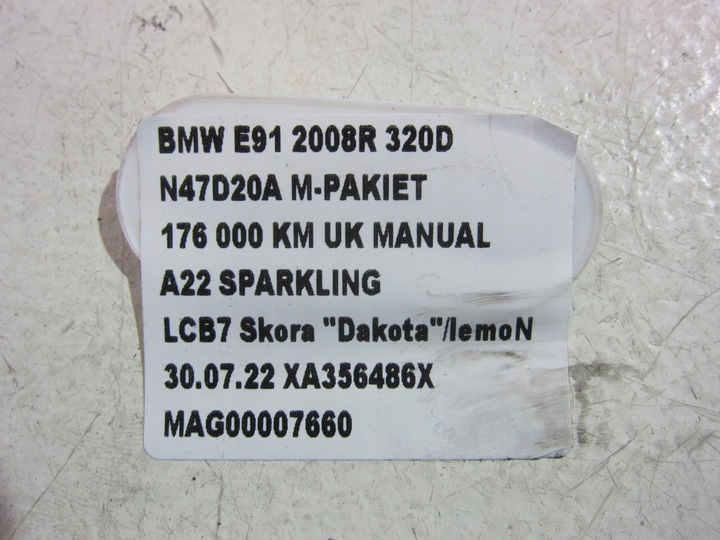 BMW E91 2008R 320D
N47D20A M-PAKIET
176 000 KM UK MANUAL
A22 SPARKLING
LCB7 Skora "Dakota"/lemoN
30.07.22 XA356486X
MAG00007660